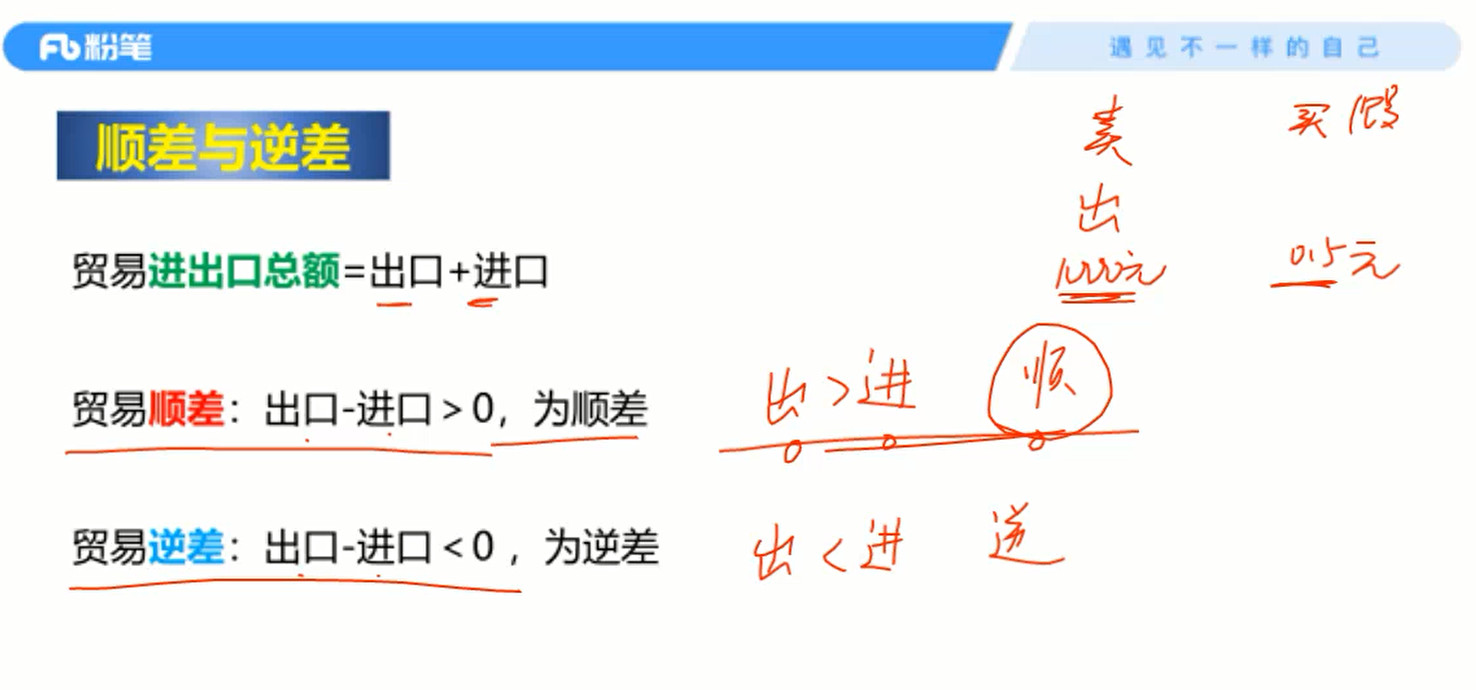 粉笔
遇见不一样的自己
顺差与逆差
卖 买假
出
1000元 0.5元
贸易进出口总额=出口+进口
贸易顺差：出口-进口>0，为顺差
出>进 顺
贸易逆差：出口-进口<0，为逆差
出<进 逆